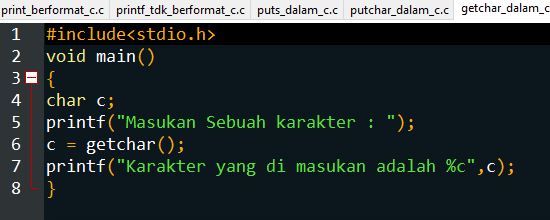 print_berformat_c.c printf_tdk_berformat_c.c puts_dalam_c.c putchar_dalam_c.c getchar_dalam_c
1 #include<stdio.h>
2 void main()
3 {
4 char c;
5 printf("Masukan Sebuah karakter : ");
6 c = getchar();
7 printf("Karakter yang di masukan adalah %c",c);
8 }